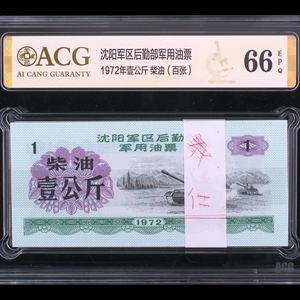 ACG
AI CANG GUARANTY
沈阳军区后勤部军用油票
1972年壹公斤 柴油（百张）
66 EPQ
沈阳军区后勤
军用油票
1
柴油
壹公斤
1972
仁
ACG